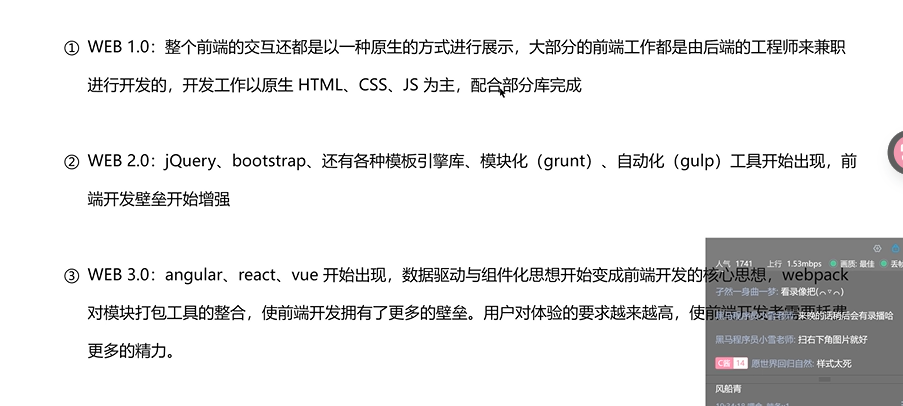 ① WEB 1.0：整个前端的交互还都是以一种原生的方式进行展示，大部分的前端工作都是由后端的工程师来兼职
进行开发的，开发工作以原生 HTML、CSS、JS 为主，配合部分库完成
② WEB 2.0：jQuery、bootstrap、还有各种模板引擎库、模块化（grunt）、自动化（gulp）工具开始出现，前
端开发壁垒开始增强
③ WEB 3.0：angular、react、vue 开始出现，数据驱动与组件化思想开始变成前端开发的核心思想，webpack
对模块打包工具的整合，使前端开发拥有了更多的壁垒。用户对体验的要求越来越高，使前端开发者需要耗费
更多的精力。
人气 1741 上行 1.53mbps 画质: 最佳 丢帧
孑然一身曲一梦: 看录像把
来晚的话稍后会有录播哈
黑马程序员小雪老师: 扫右下角图片就好
C酱 14 愿世界回归自然: 样式太死
风船青